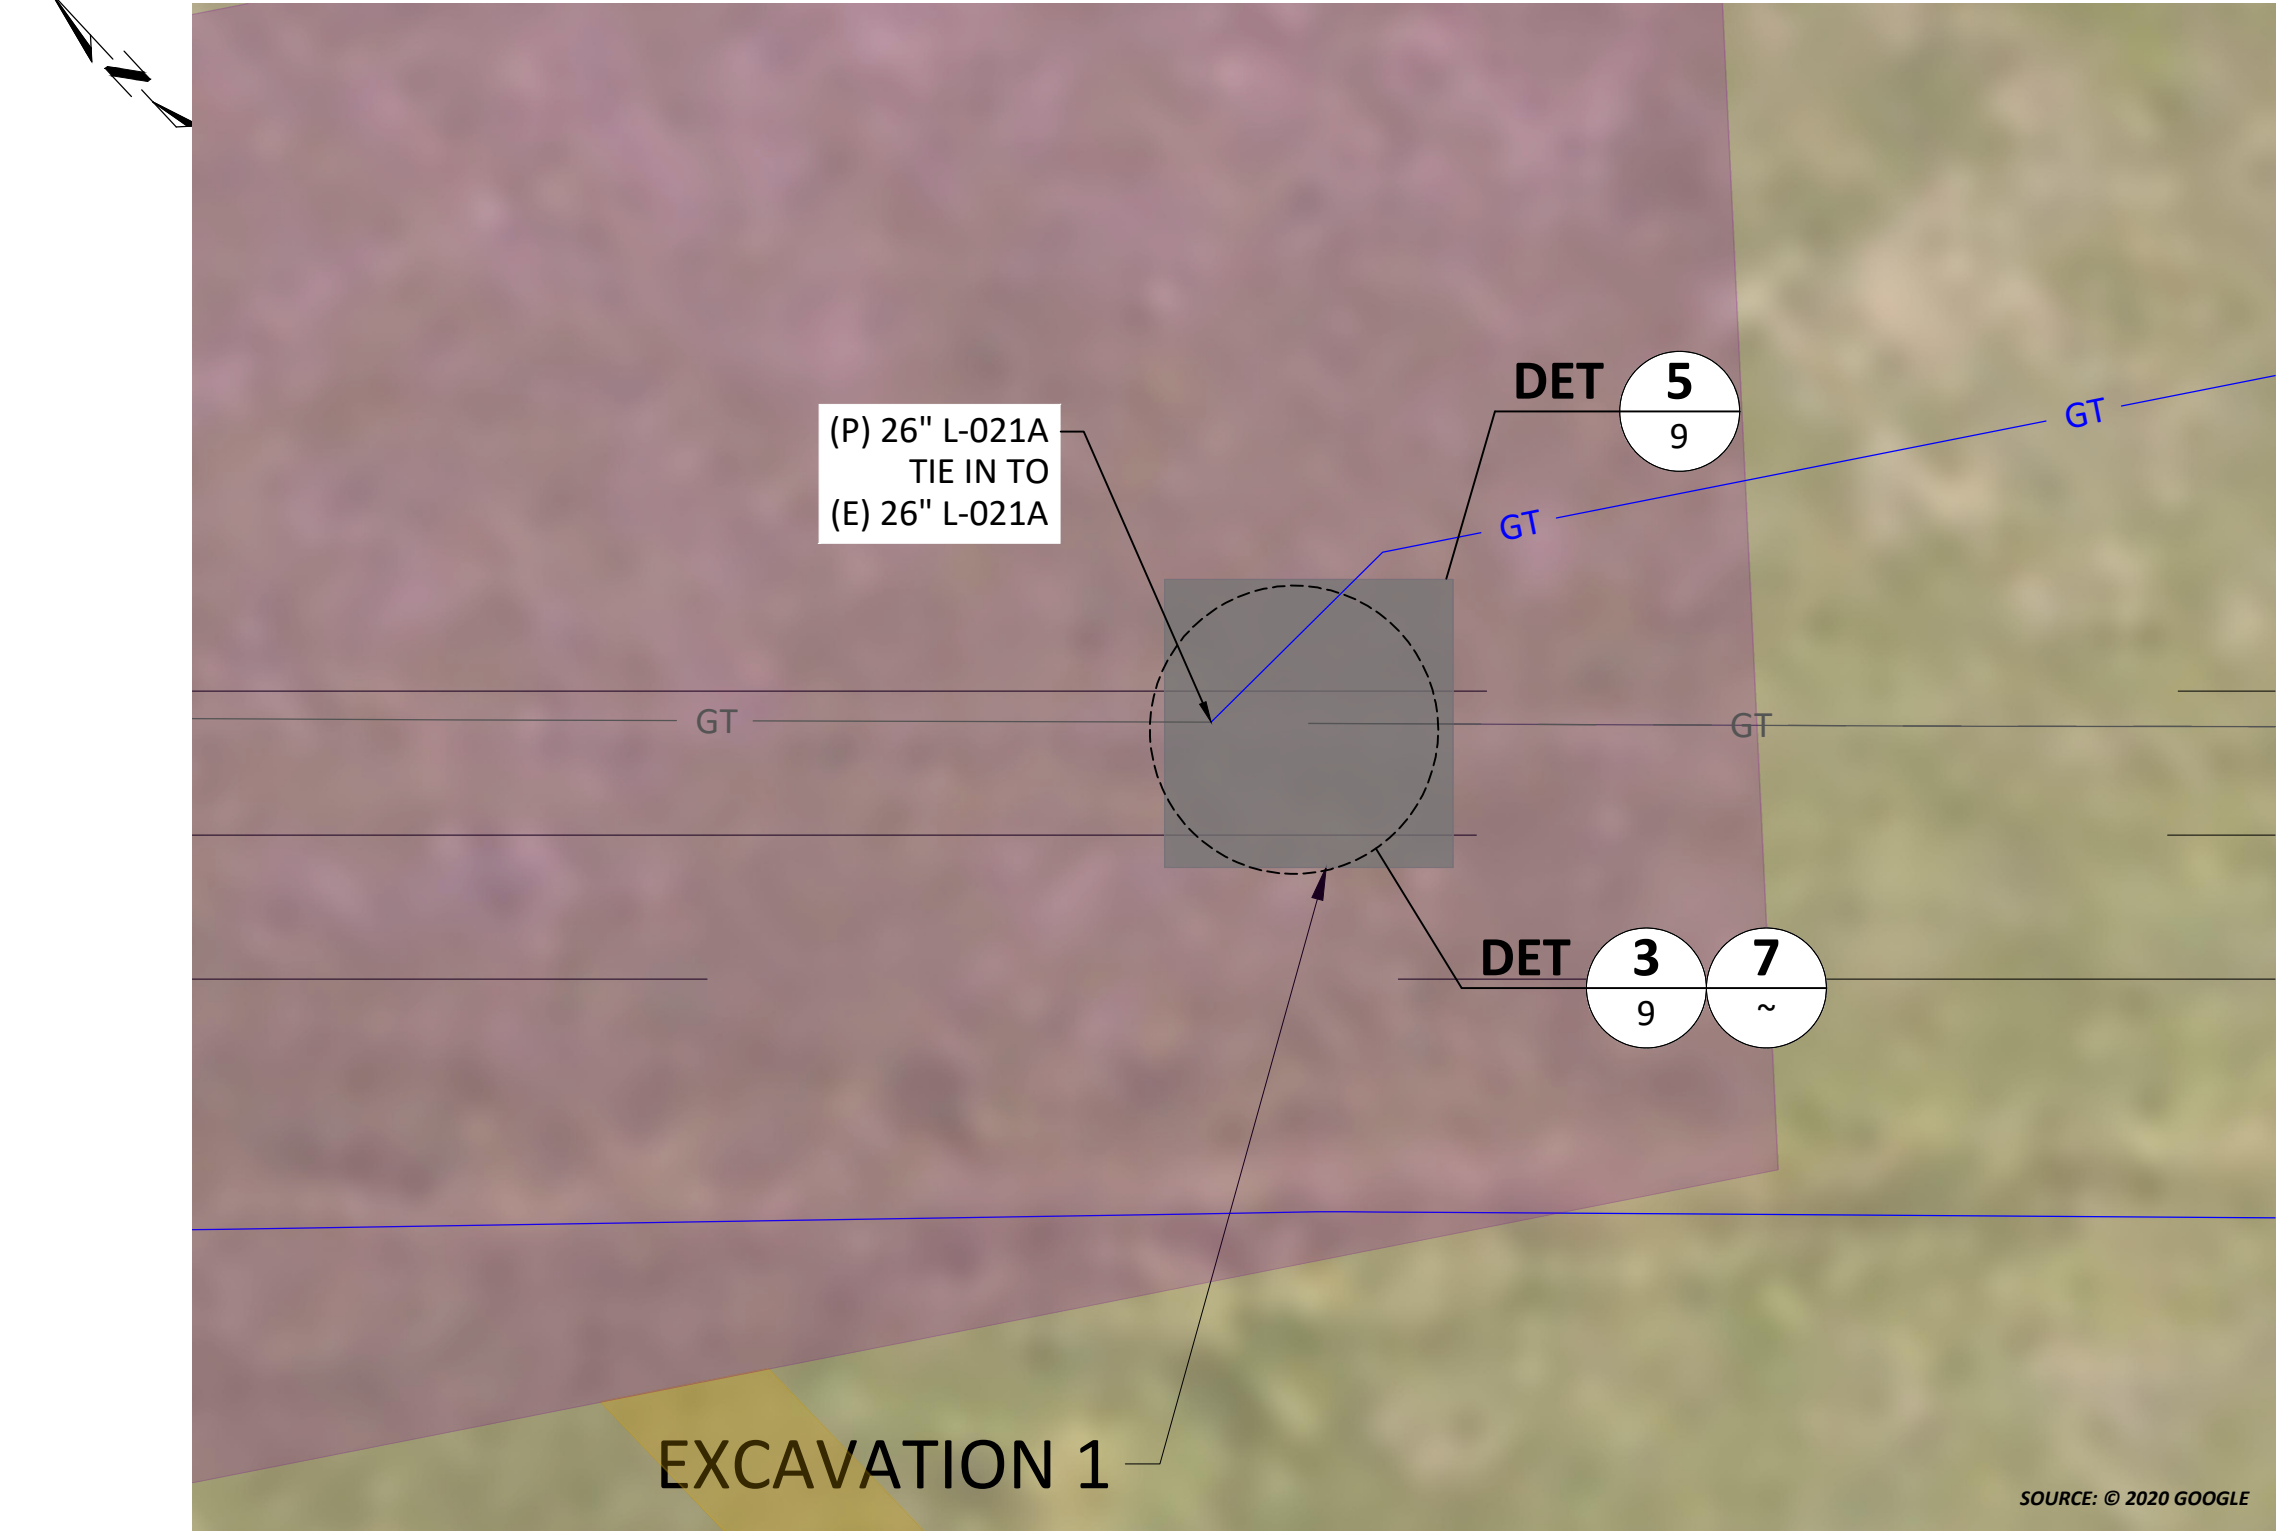 N
DET 5
9
(P) 26" L-021A
TIE IN TO
(E) 26" L-021A
GT
GT
GT
GT
DET 3 7
9 ~
EXCAVATION 1
SOURCE: © 2020 GOOGLE